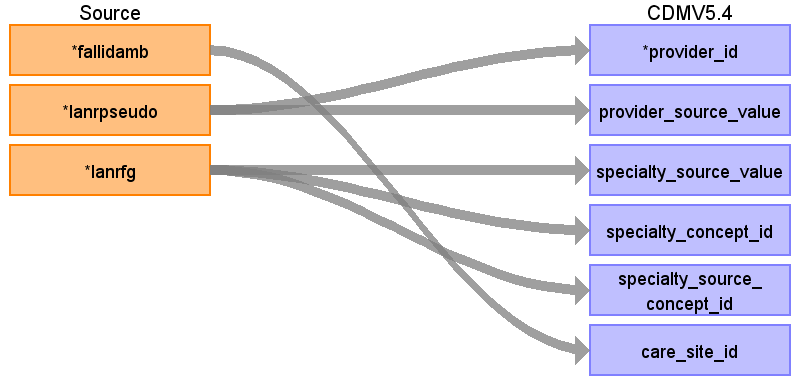 Source
CDMV5.4
*fallidamb
*provider_id
*lanrpseudo
provider_source_value
*lanrfg
specialty_source_value
specialty_concept_id
specialty_source_
concept_id
care_site_id